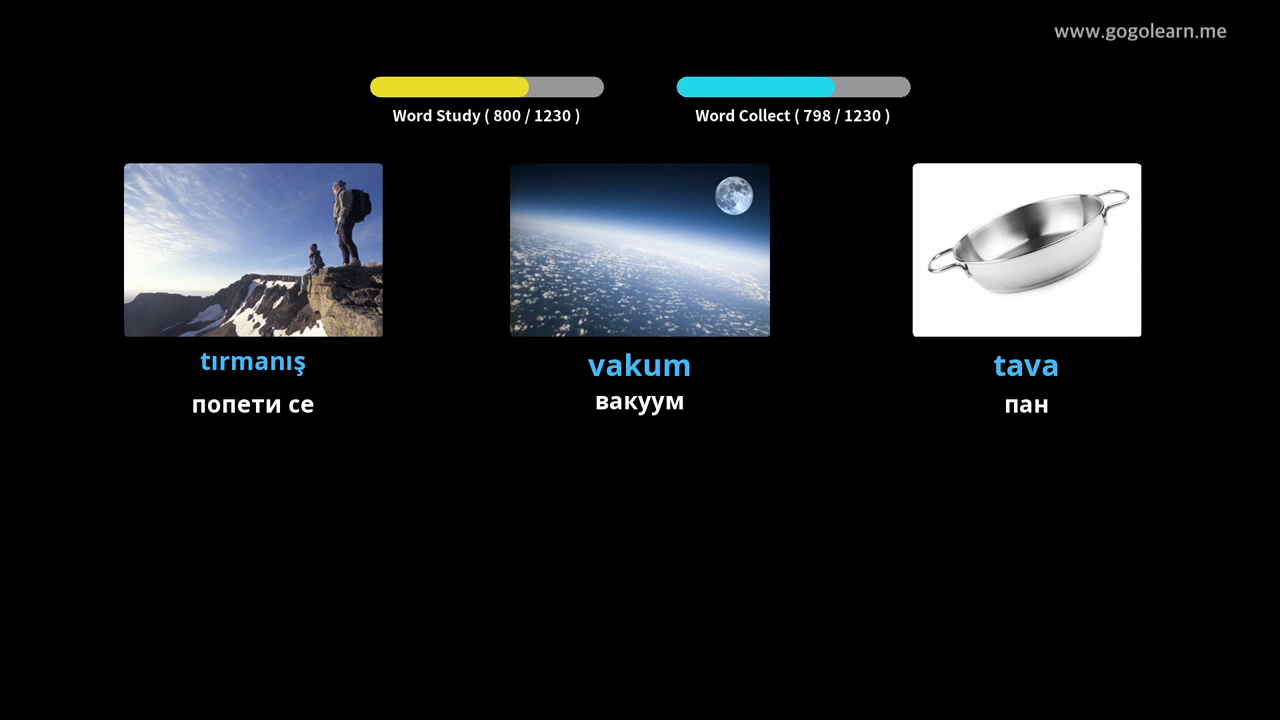 www.gogolearn.me
Word Study ( 800 / 1230 )
Word Collect ( 798 / 1230 )
tırmanış
попети се
vakum
вакуум
tava
пан